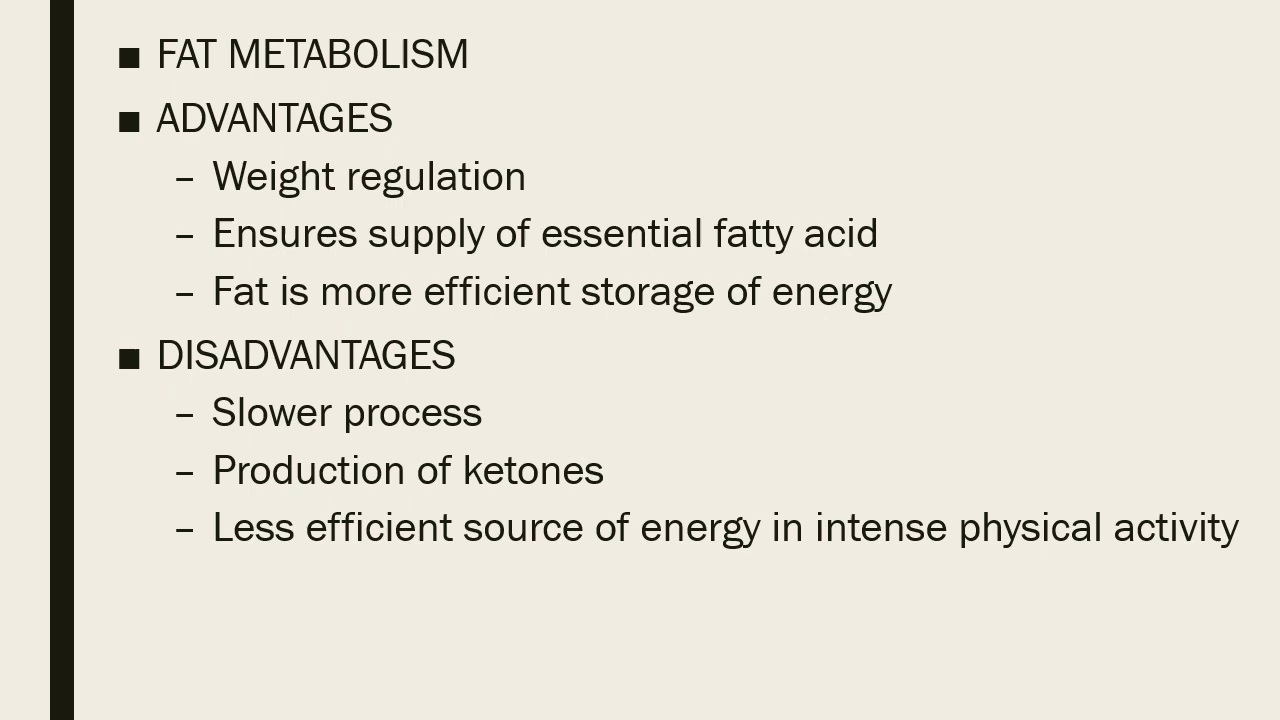 ■ FAT METABOLISM
■ ADVANTAGES
– Weight regulation
– Ensures supply of essential fatty acid
– Fat is more efficient storage of energy
■ DISADVANTAGES
– Slower process
– Production of ketones
– Less efficient source of energy in intense physical activity